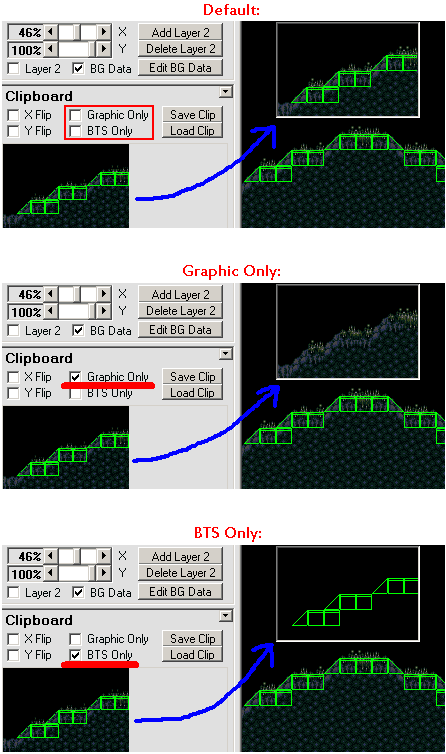 Default:
46% X Add Layer 2
100% Y Delete Layer 2
Layer 2 BG Data Edit BG Data
Clipboard
X Flip Graphic Only Save Clip
Y Flip BTS Only Load Clip
Graphic Only:
46% X Add Layer 2
100% Y Delete Layer 2
Layer 2 BG Data Edit BG Data
Clipboard
X Flip Graphic Only Save Clip
Y Flip BTS Only Load Clip
BTS Only:
46% X Add Layer 2
100% Y Delete Layer 2
Layer 2 BG Data Edit BG Data
Clipboard
X Flip Graphic Only Save Clip
Y Flip BTS Only Load Clip